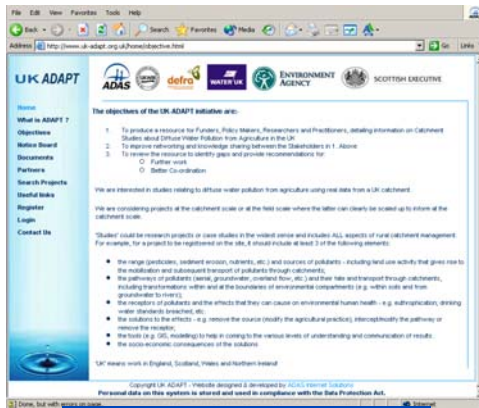 File Edit View Favorites Tools Help
Back Search Favorites Media
Address http://www.uk-adapt.org.uk/home/objective.html Go Links
UK ADAPT
ADAS
defra
WATER UK
ENVIRONMENT
AGENCY
SCOTTISH EXECUTIVE
Home
What is ADAPT ?
Objectives
Notice Board
Documents
Partners
Search Projects
Useful links
Register
Login
Contact Us
The objectives of the UK ADAPT initiative are:
1. To produce a resource for Funders, Policy Makers, Researchers and Practitioners, detailing information on Catchment
Studies about Diffuse Water Pollution from Agriculture in the UK
2. To improve networking and knowledge sharing between the Stakeholders in 1. Above
3. To review the resource to identify gaps and provide recommendations for:
Further work
Better Co-ordination
We are interested in studies relating to diffuse water pollution from agriculture using real data from a UK catchment.
We are considering projects at the catchment scale or at the field scale where the latter can clearly be scaled up to inform at the
catchment scale.
'Studies' could be research projects or case studies in the widest sense and includes ALL aspects of rural catchment management.
For example, for a project to be registered on the site, it should include at least 3 of the following elements:
the range (pesticides, sediment erosion, nutrients, etc.) and sources of pollutants - including land use activity that gives rise to
the mobilization and subsequent transport of pollutants through catchments;
the pathways of pollutants (aerial, groundwater, overland flow, etc.) and their fate and transport through catchments,
including transformations within and at the boundaries of environmental compartments (e.g. within soils and from
groundwater to rivers);
the receptors of pollutants and the effects that they can cause on environmental human health - e.g. euthrophication, drinking
water standards breached, etc.
the solutions to the effects - e.g. remove the source (modify the agricultural practice), intercept/modify the pathway or
remove the receptor;
the tools (e.g. GIS, modelling) to help in coming to the various levels of understanding and communication of results.
the socio-economic consequences of the solutions
'UK' means work in England, Scotland, Wales and Northern Ireland
Copyright UK ADAPT - Website designed & developed by ADAS Internet Solutions
Personal data on this system is stored and used in compliance with the Data Protection Act.
Done, but with errors on page. Internet